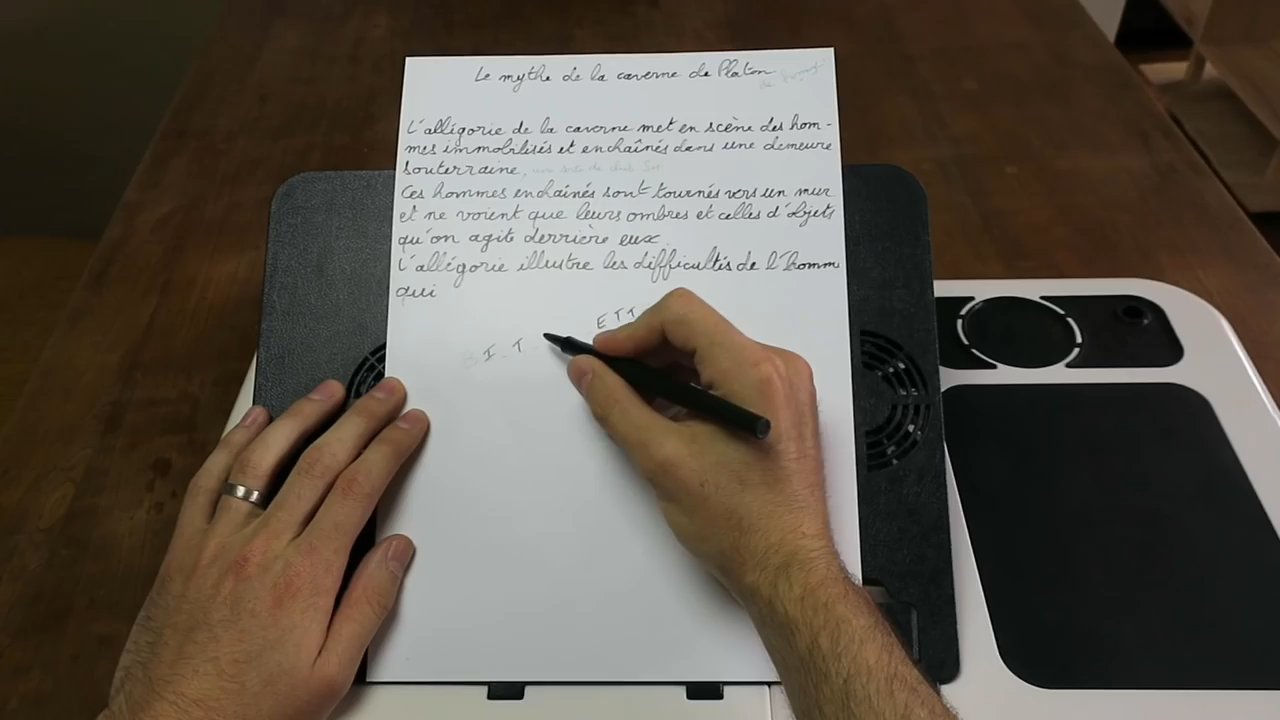 Le mythe de la caverne de Platon
L'allégorie de la caverne met en scène des hom-
mes immobilisés et enchaînés dans une demeure
souterraine,
Ces hommes enchaînés sont tournés vers un mur
et ne voient que leurs ombres et celles d'objets
qu'on agite derrière eux
L'allégorie illustre les difficultés de l'homm
qui
ETT
I T